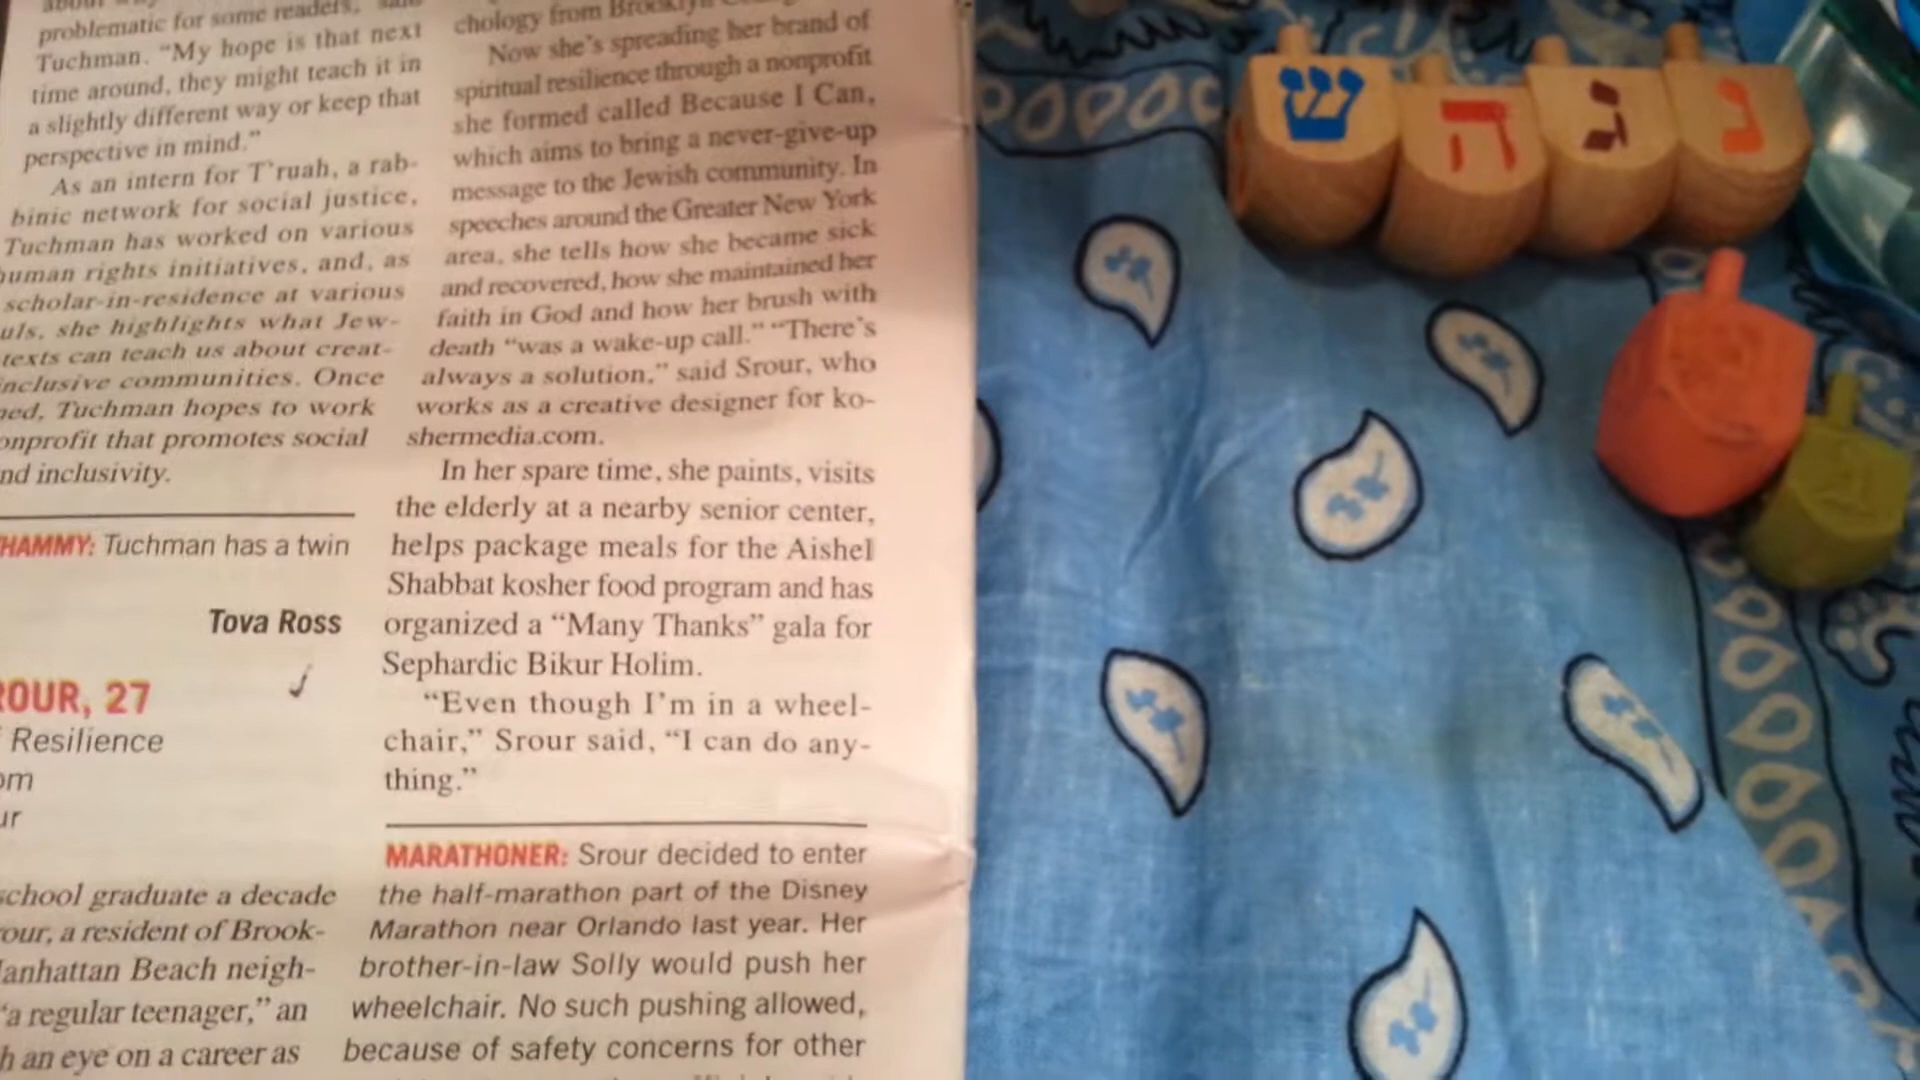 problematic for some readers,
Tuchman. “My hope is that next
time around, they might teach it in
a slightly different way or keep that
perspective in mind.”
As an intern for T’ruah, a rab-
binic network for social justice,
Tuchman has worked on various
human rights initiatives, and, as
scholar-in-residence at various
uls, she highlights what Jew-
texts can teach us about creat-
inclusive communities. Once
ned, Tuchman hopes to work
onprofit that promotes social
nd inclusivity.
HAMMY: Tuchman has a twin
Tova Ross
ROUR, 27
Resilience
om
ur
school graduate a decade
rour, a resident of Brook-
Manhattan Beach neigh-
“a regular teenager,” an
h an eye on a career as
chology from Brooklyn
Now she’s spreading her brand of
spiritual resilience through a nonprofit
she formed called Because I Can,
which aims to bring a never-give-up
message to the Jewish community. In
speeches around the Greater New York
area, she tells how she became sick
and recovered, how she maintained her
faith in God and how her brush with
death “was a wake-up call.” “There’s
always a solution,” said Srour, who
works as a creative designer for ko-
shermedia.com.
In her spare time, she paints, visits
the elderly at a nearby senior center,
helps package meals for the Aishel
Shabbat kosher food program and has
organized a “Many Thanks” gala for
Sephardic Bikur Holim.
“Even though I’m in a wheel-
chair,” Srour said, “I can do any-
thing.”
MARATHONER: Srour decided to enter
the half-marathon part of the Disney
Marathon near Orlando last year. Her
brother-in-law Solly would push her
wheelchair. No such pushing allowed,
because of safety concerns for other
ש ה ג נ